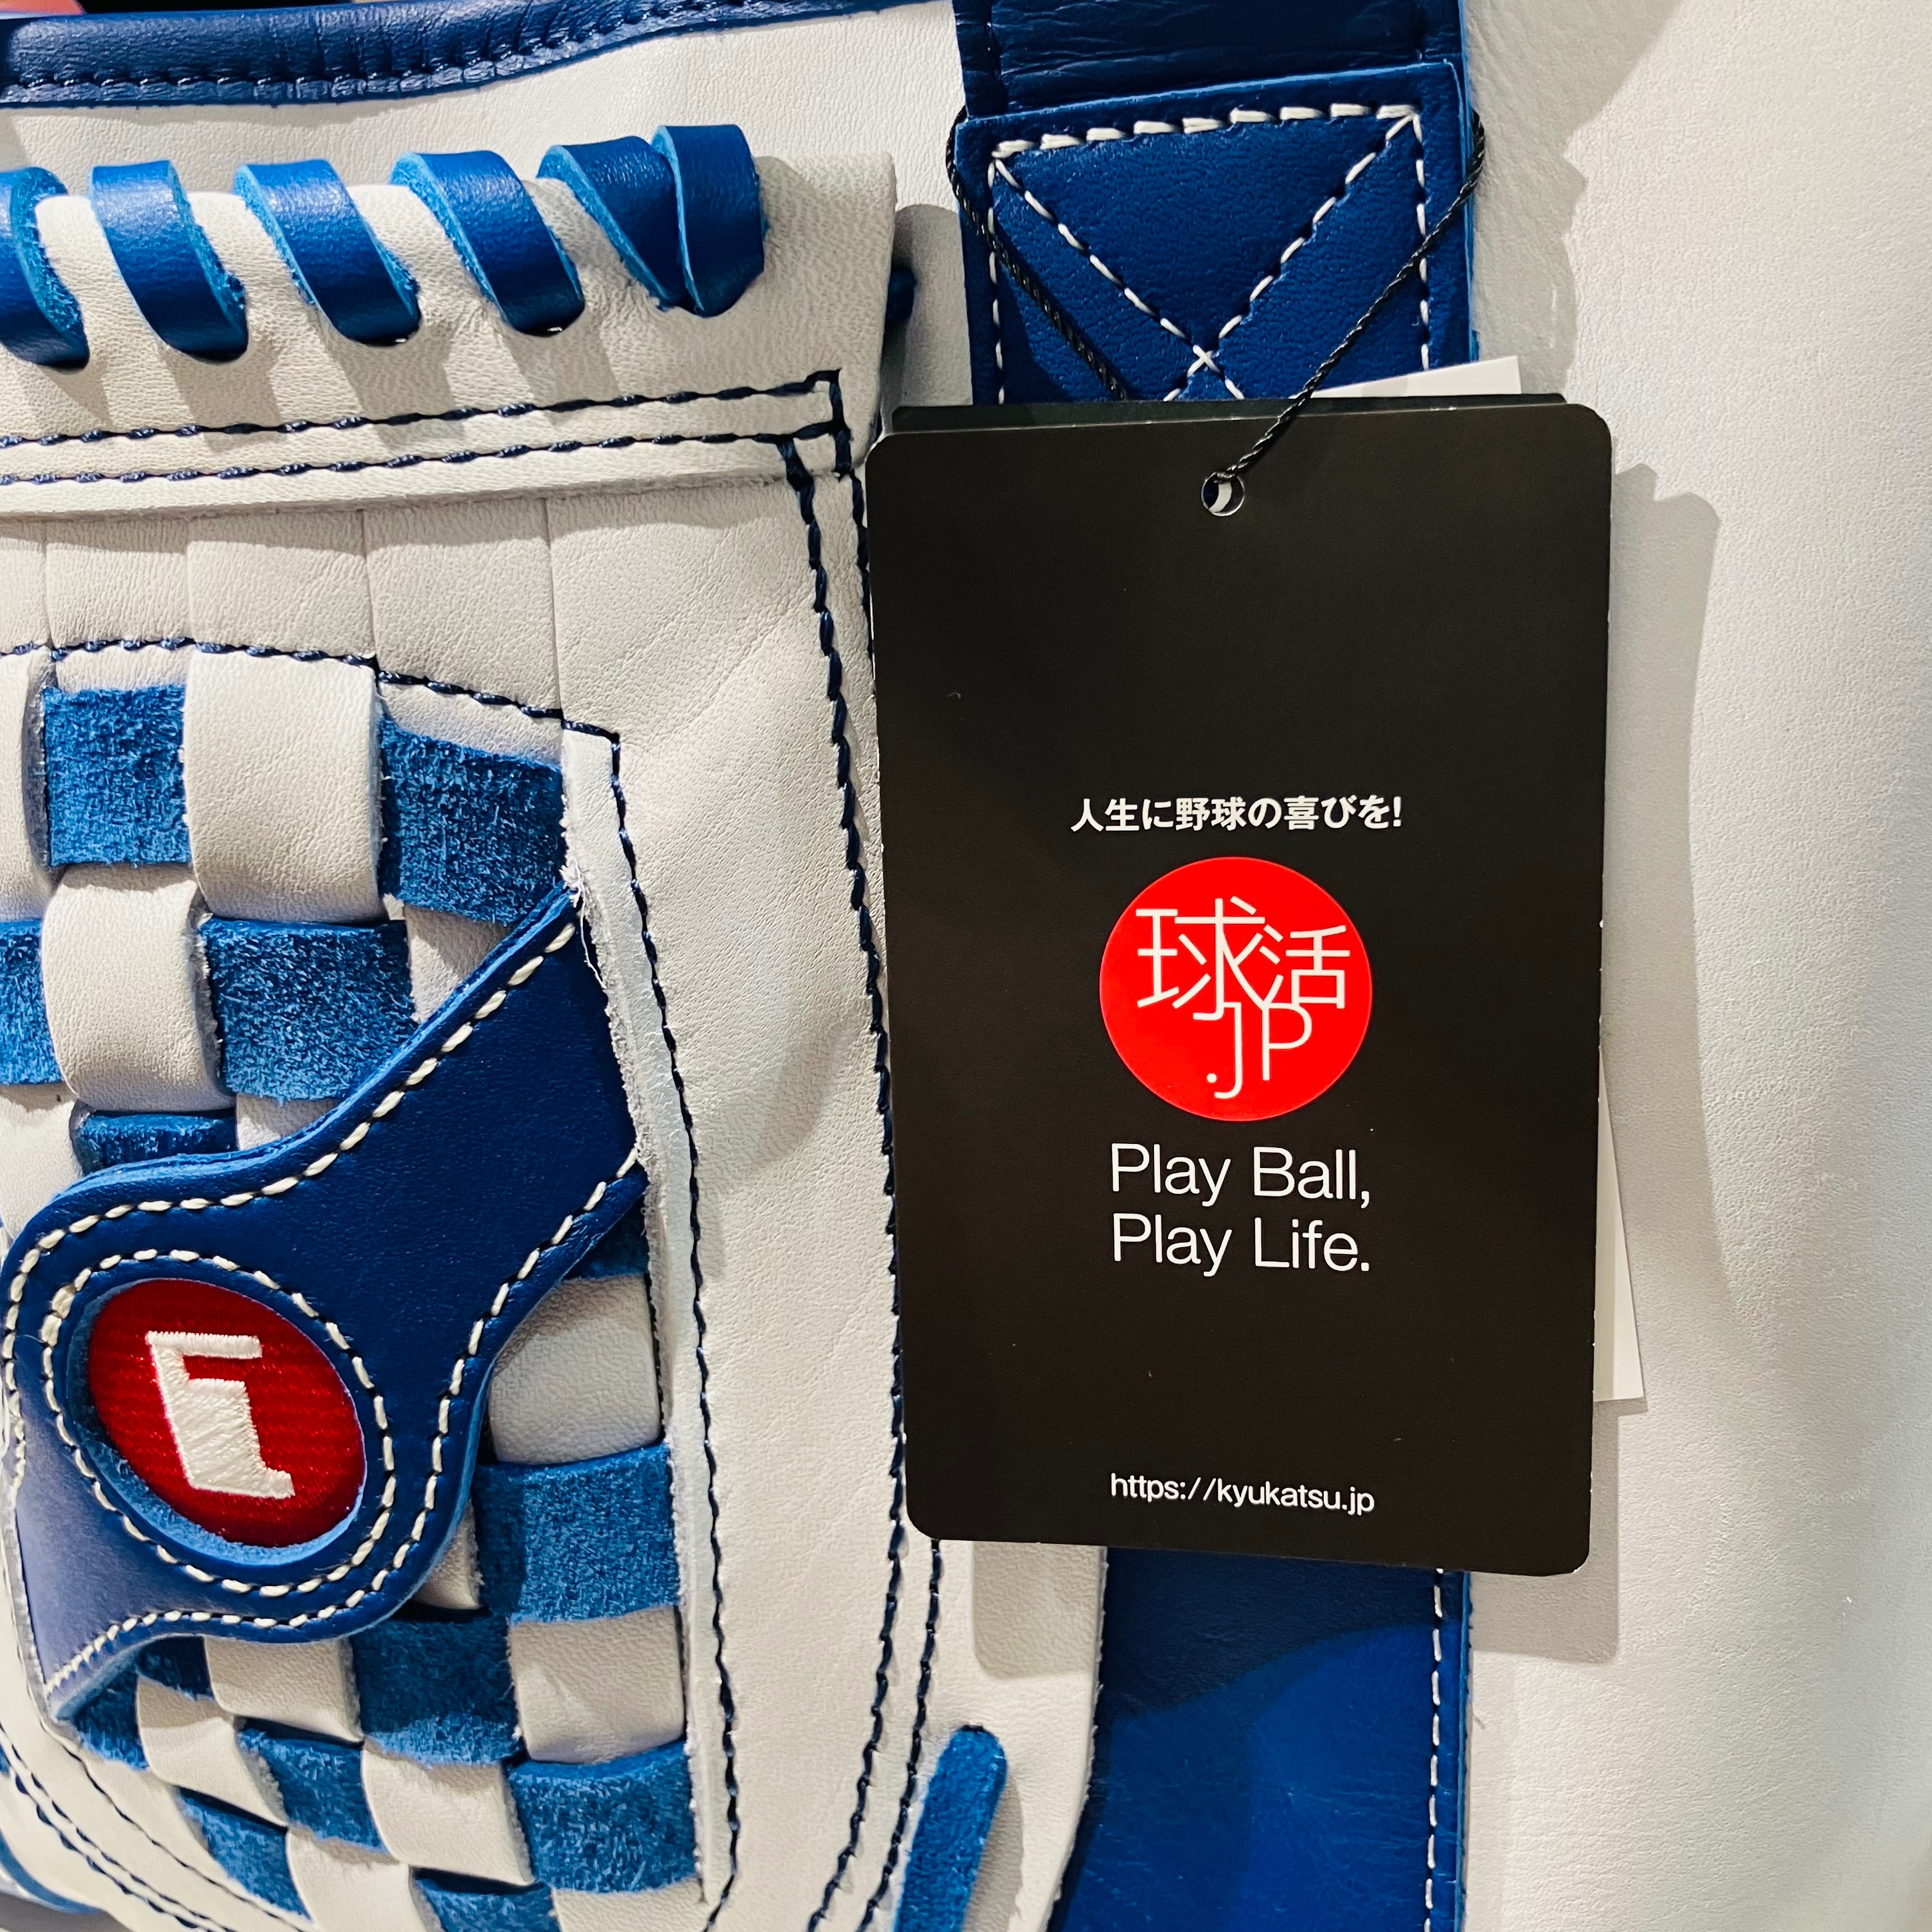 人生に野球の喜びを!
球活
.JP
Play Ball,
Play Life.
https://kyukatsu.jp